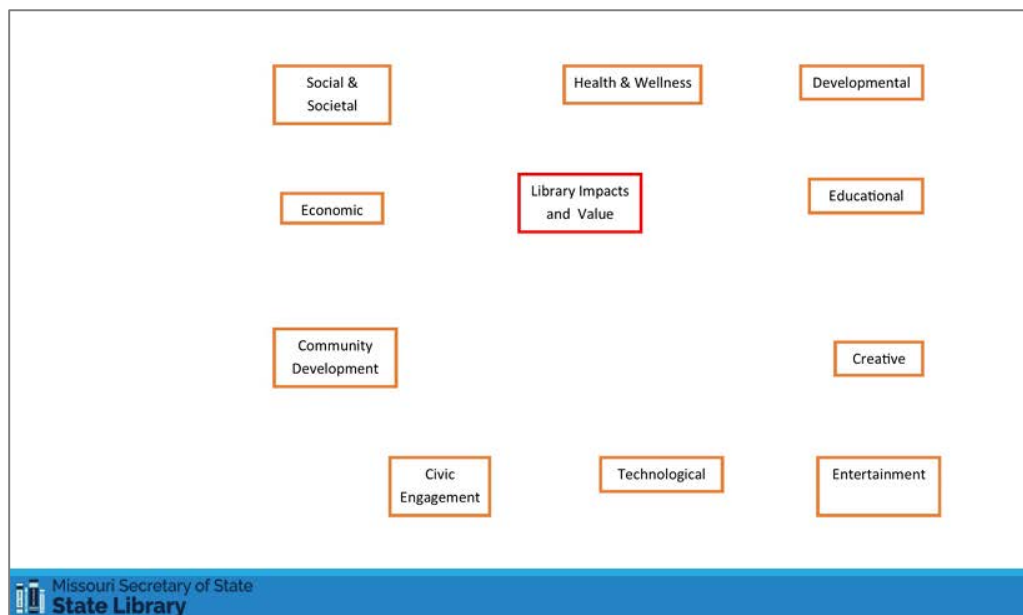 Social &
Societal
Health & Wellness
Developmental
Library Impacts
and Value
Educational
Economic
Community
Development
Creative
Civic
Engagement
Technological
Entertainment
Missouri Secretary of State
State Library